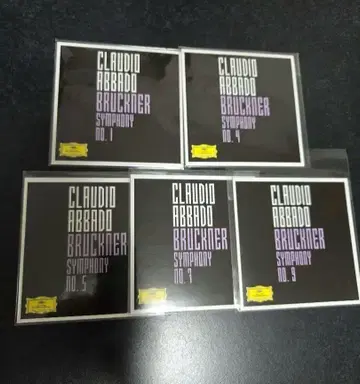 CLAUDIO
ABBADO
BRUCKNER
SYMPHONY
NO. 1
CLAUDIO
ABBADO
BRUCKNER
SYMPHONY
NO. 4
CLAUDIO
ABBADO
BRUCKNER
SYMPHONY
NO. 5
CLAUDIO
ABBADO
BRUCKNER
SYMPHONY
NO. 7
CLAUDIO
ABBADO
BRUCKNER
SYMPHONY
NO. 9